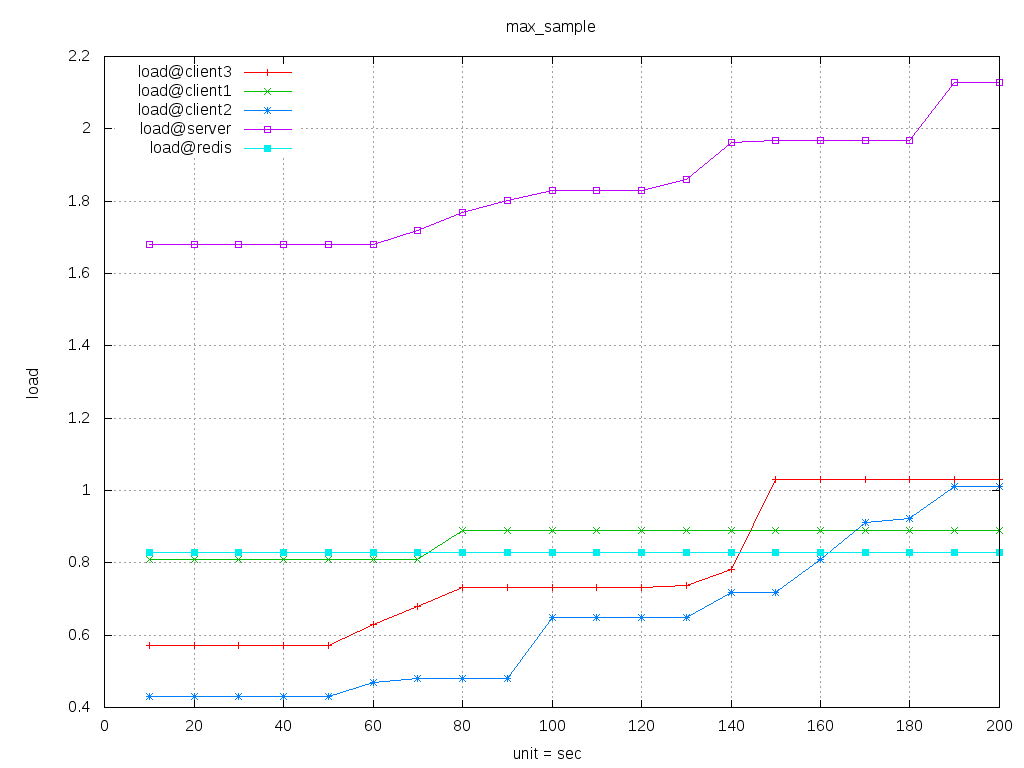 max_sample
load@client3
load@client1
load@client2
load@server
load@redis
2.2
2
1.8
1.6
1.4
1.2
1
0.8
0.6
0.4
load
0 20 40 60 80 100 120 140 160 180 200
unit = sec